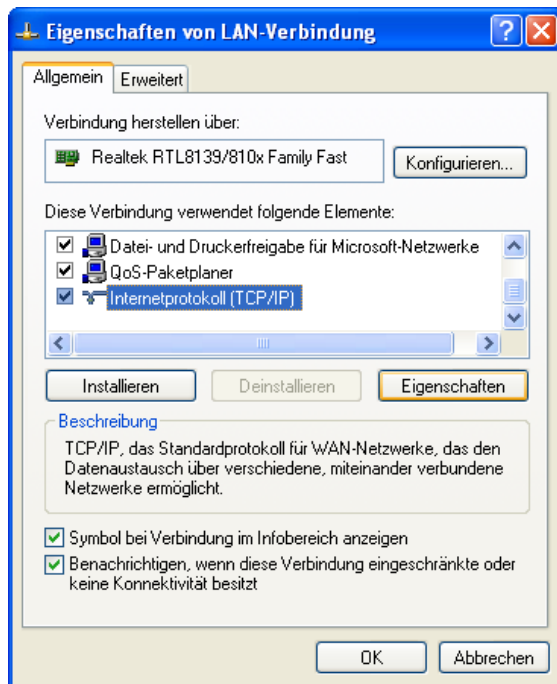 Eigenschaften von LAN-Verbindung
Allgemein
Erweitert
Verbindung herstellen über:
Realtek RTL8139/810x Family Fast
Konfigurieren...
Diese Verbindung verwendet folgende Elemente:
Datei- und Druckerfreigabe für Microsoft-Netzwerke
QoS-Paketplaner
Internetprotokoll (TCP/IP)
Installieren
Deinstallieren
Eigenschaften
Beschreibung
TCP/IP, das Standardprotokoll für WAN-Netzwerke, das den
Datenaustausch über verschiedene, miteinander verbundene
Netzwerke ermöglicht.
Symbol bei Verbindung im Infobereich anzeigen
Benachrichtigen, wenn diese Verbindung eingeschränkte oder
keine Konnektivität besitzt
OK
Abbrechen